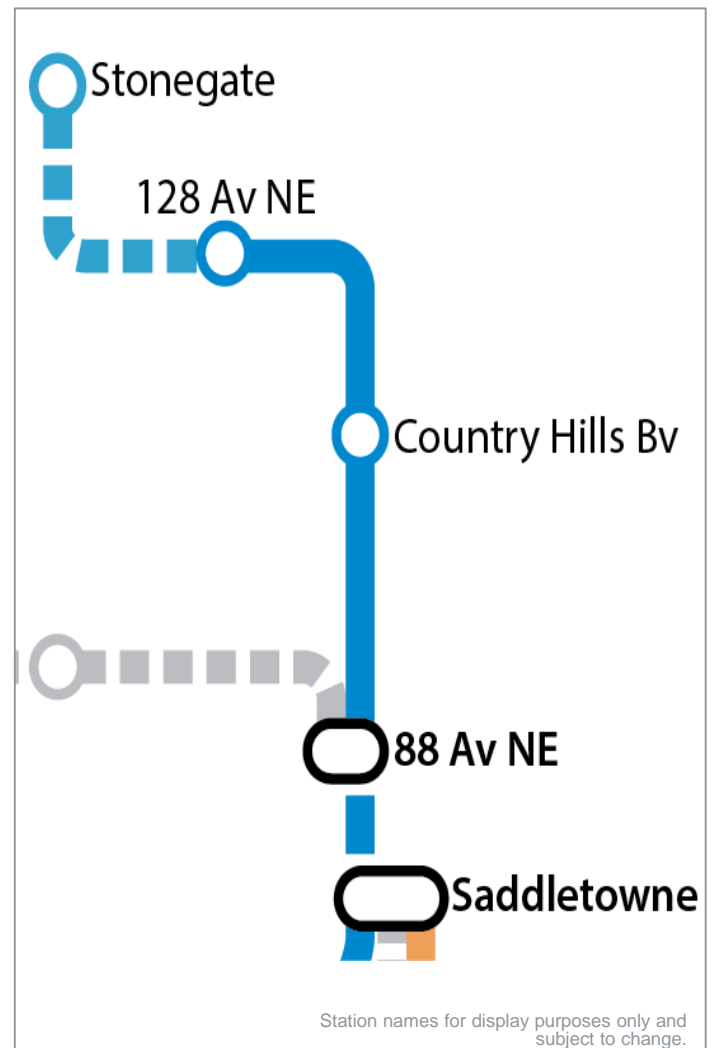 Stonegate
128 Av NE
Country Hills Bv
88 Av NE
Saddletowne
Station names for display purposes only and
subject to change.